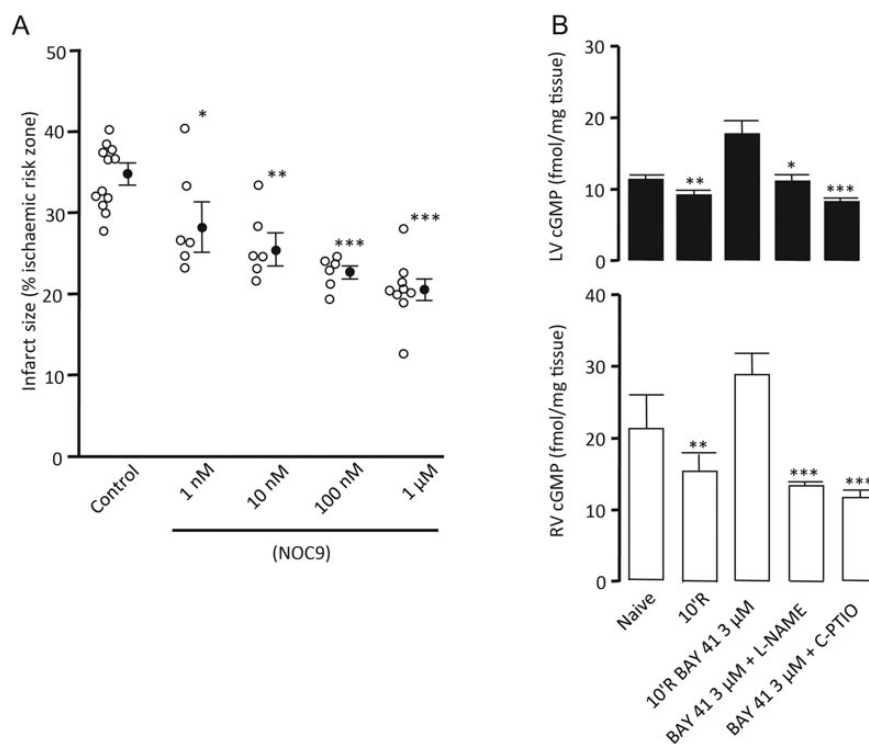 A
Infarct size (% ischaemic risk zone)
50
40
30
20
10
0
*
**
***
***
Control
1 nM
10 nM
100 nM
1 µM
(NOC9)
B
LV cGMP (fmol/mg tissue)
30
20
10
0
**
*
***
RV cGMP (fmol/mg tissue)
40
30
20
10
0
**
***
***
Naive
10'R
10'R BAY 41 3 µM
BAY 41 3 µM + L-NAME
BAY 41 3 µM + C-PTIO